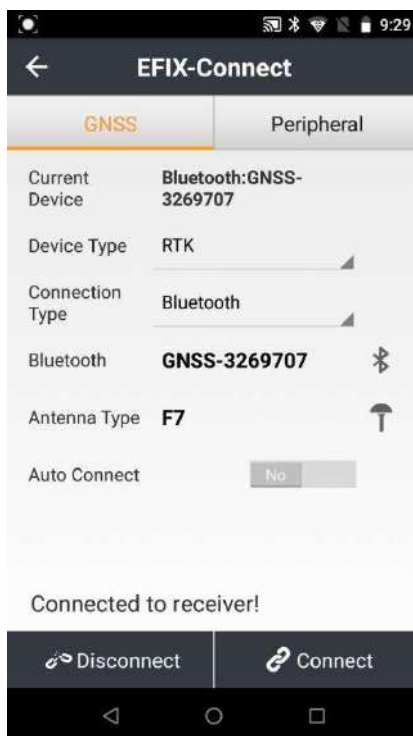 9:29
EFIX-Connect
GNSS
Peripheral
Current
Device
Bluetooth:GNSS-
3269707
Device Type
RTK
Connection
Type
Bluetooth
Bluetooth
GNSS-3269707
Antenna Type
F7
Auto Connect
No
Connected to receiver!
Disconnect
Connect